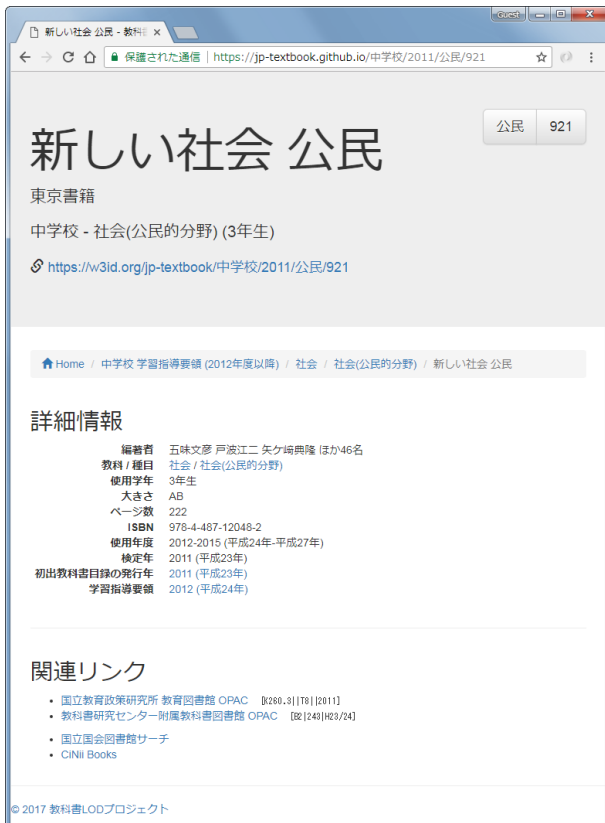 Guest
新しい社会 公民 - 教科書
保護された通信 | https://jp-textbook.github.io/中学校/2011/公民/921
公民 921
新しい社会 公民
東京書籍
中学校 - 社会(公民的分野) (3年生)
https://w3id.org/jp-textbook/中学校/2011/公民/921
Home / 中学校 学習指導要領 (2012年度以降) / 社会 / 社会(公民的分野) / 新しい社会 公民
詳細情報
編著者 五味文彦 戸波江二 矢ケ﨑典隆 ほか46名
教科 / 種目 社会 / 社会(公民的分野)
使用学年 3年生
大きさ AB
ページ数 222
ISBN 978-4-487-12048-2
使用年度 2012-2015 (平成24年-平成27年)
検定年 2011 (平成23年)
初出教科書目録の発行年 2011 (平成23年)
学習指導要領 2012 (平成24年)
関連リンク
国立教育政策研究所 教育図書館 OPAC [K260.3||T8||2011]
教科書研究センター附属教科書図書館 OPAC [B2|243|H23/24]
国立国会図書館サーチ
CiNii Books
© 2017 教科書LODプロジェクト